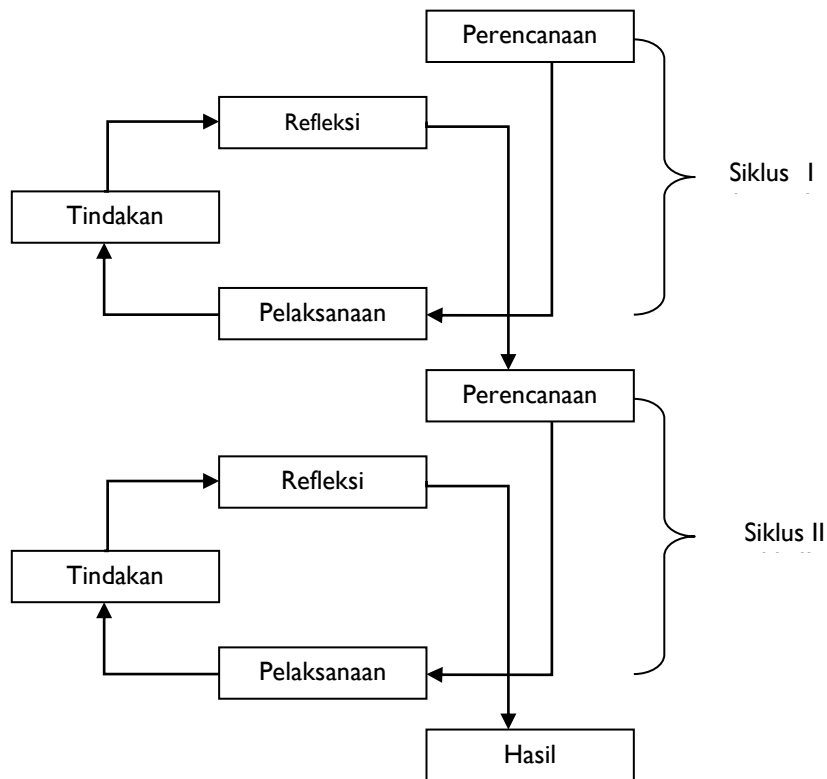 Perencanaan
Refleksi
Siklus I
Tindakan
Pelaksanaan
Perencanaan
Refleksi
Siklus II
Tindakan
Pelaksanaan
Hasil